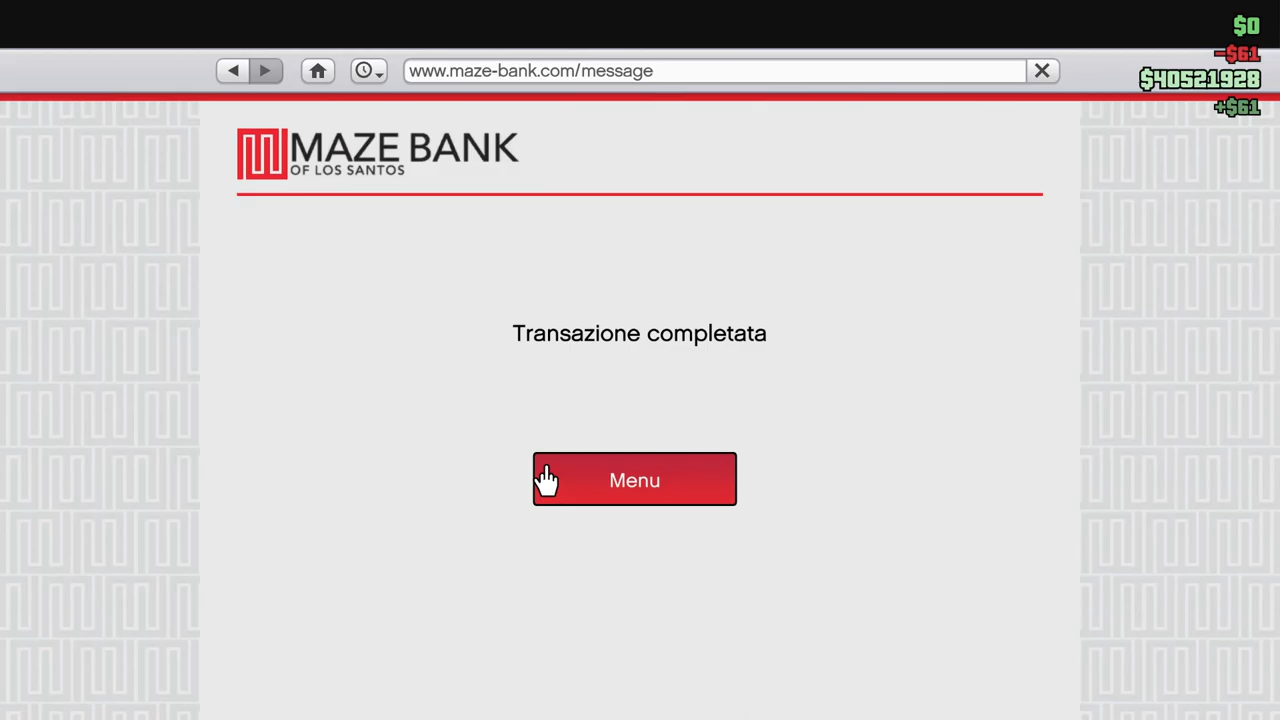 $0
-$61
www.maze-bank.com/message
$40521928
+$61
MAZE BANK
OF LOS SANTOS
Transazione completata
Menu